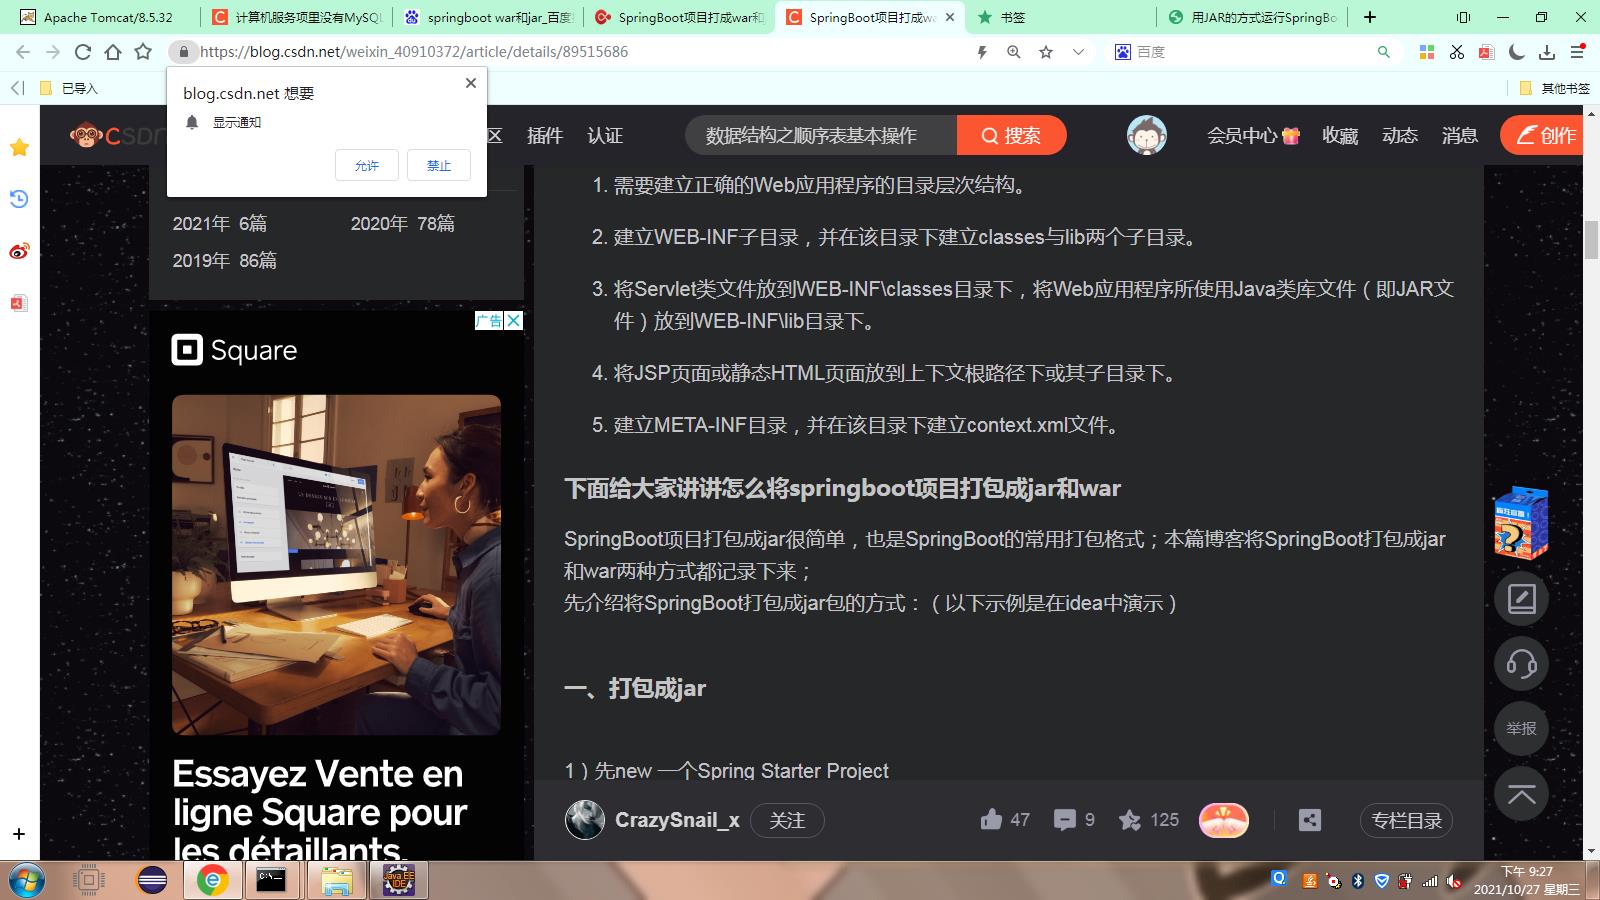 Apache Tomcat/8.5.32
计算机服务项里没有MySQL
springboot war和jar_百度
SpringBoot项目打成war和
SpringBoot项目打成wa
书签
用JAR的方式运行SpringBo
https://blog.csdn.net/weixin_40910372/article/details/89515686
百度
已导入
其他书签
blog.csdn.net 想要
显示通知
允许
禁止
CSDN
区
插件
认证
数据结构之顺序表基本操作
搜索
会员中心
收藏
动态
消息
创作
2021年 6篇
2020年 78篇
2019年 86篇
广告
Square
Essayez Vente en
ligne Square pour
les détaillants.
1. 需要建立正确的Web应用程序的目录层次结构。
2. 建立WEB-INF子目录，并在该目录下建立classes与lib两个子目录。
3. 将Servlet类文件放到WEB-INF\classes目录下，将Web应用程序所使用Java类库文件（即JAR文
件）放到WEB-INF\lib目录下。
4. 将JSP页面或静态HTML页面放到上下文根路径下或其子目录下。
5. 建立META-INF目录，并在该目录下建立context.xml文件。
下面给大家讲讲怎么将springboot项目打包成jar和war
SpringBoot项目打包成jar很简单，也是SpringBoot的常用打包格式；本篇博客将SpringBoot打包成jar
和war两种方式都记录下来；
先介绍将SpringBoot打包成jar包的方式：（以下示例是在idea中演示）
一、打包成jar
1）先new 一个Spring Starter Project
举报
CrazySnail_x
关注
47
9
125
专栏目录
Java EE
IDE
下午 9:27
2021/10/27 星期三